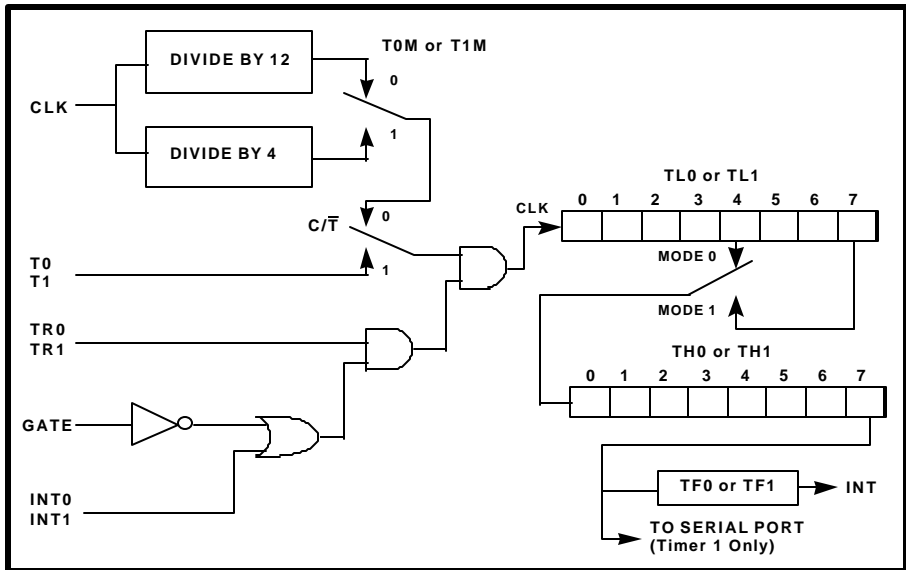 T0M or T1M
DIVIDE BY 12
0
CLK
1
DIVIDE BY 4
TL0 or TL1
0 1 2 3 4 5 6 7
CLK
C/T̅
0
MODE 0
T0
T1
1
MODE 1
TR0
TR1
TH0 or TH1
0 1 2 3 4 5 6 7
GATE
INT0
INT1
TF0 or TF1
INT
TO SERIAL PORT
(Timer 1 Only)